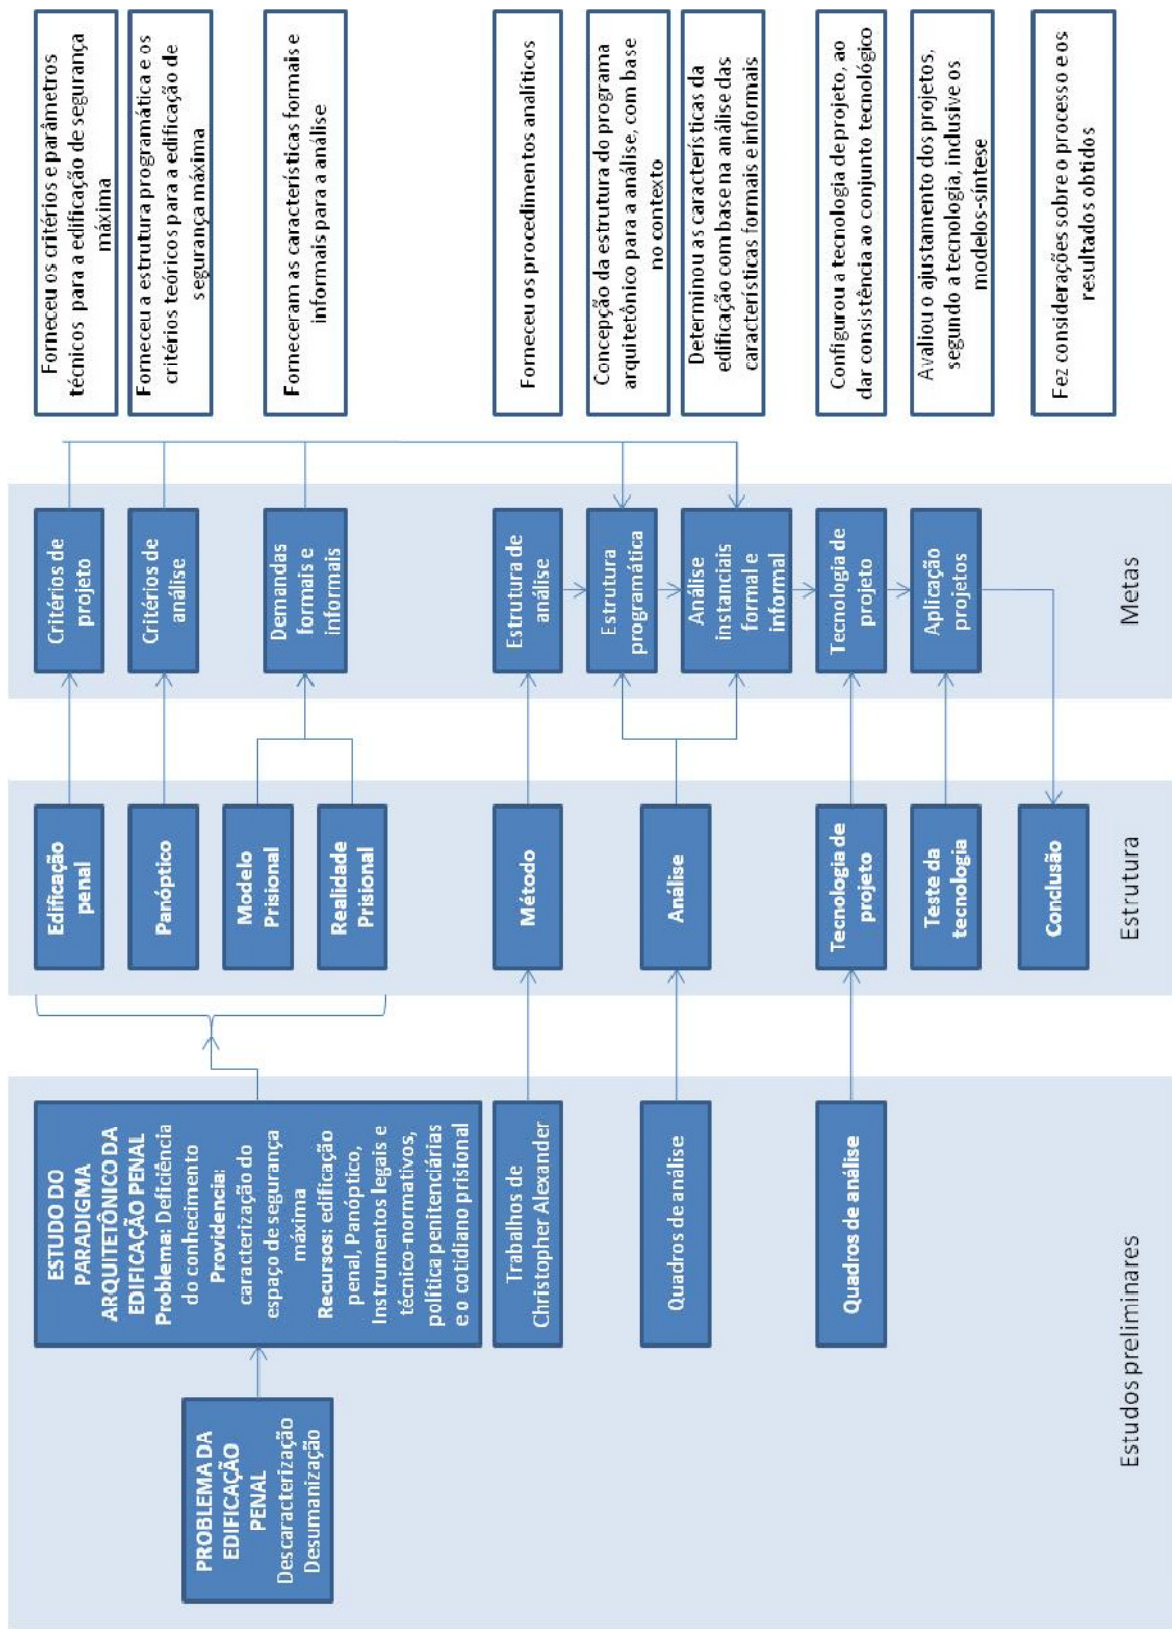 PROBLEMA DA
EDIFICAÇÃO
PENAL
Descaracterização
Desumanização
ESTUDO DO
PARADIGMA
ARQUITETÔNICO DA
EDIFICAÇÃO PENAL
Problema: Deficiência
do conhecimento
Providencia:
caracterização do
espaço de segurança
máxima
Recursos: edificação
penal, Panóptico,
Instrumentos legais e
técnico-normativos,
política penitenciárias
e o cotidiano prisional
Trabalhos de
Christopher Alexander
Quadros de análise
Quadros de análise
Estudos preliminares
Edificação
penal
Panóptico
Modelo
Prisional
Realidade
Prisional
Método
Análise
Tecnologia de
projeto
Teste da
tecnologia
Conclusão
Estrutura
Critérios de
projeto
Critérios de
análise
Demandas
formais e
informais
Estrutura de
análise
Estrutura
programática
Análise
instanciais
formal e
informal
Tecnologia de
projeto
Aplicação
projetos
Metas
Forneceu os critérios e parâmetros
técnicos para a edificação de segurança
máxima
Forneceu a estrutura programática e os
critérios teóricos para a edificação de
segurança máxima
Forneceram as características formais e
informais para a análise
Forneceu os procedimentos analíticos
Concepção da estrutura do programa
arquitetônico para a análise, com base
no contexto
Determinou as características da
edificação com base na análise das
características formais e informais
Configurou a tecnologia de projeto, ao
dar consistência ao conjunto tecnológico
Avaliou o ajustamento dos projetos,
segundo a tecnologia, inclusive os
modelos-síntese
Fez considerações sobre o processo e os
resultados obtidos